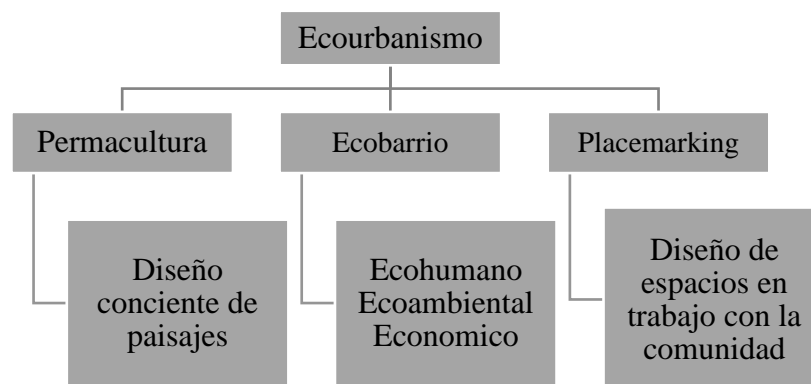 Ecourbanismo
Permacultura
Ecobarrio
Placemarking
Diseño
conciente de
paisajes
Ecohumano
Ecoambiental
Economico
Diseño de
espacios en
trabajo con la
comunidad